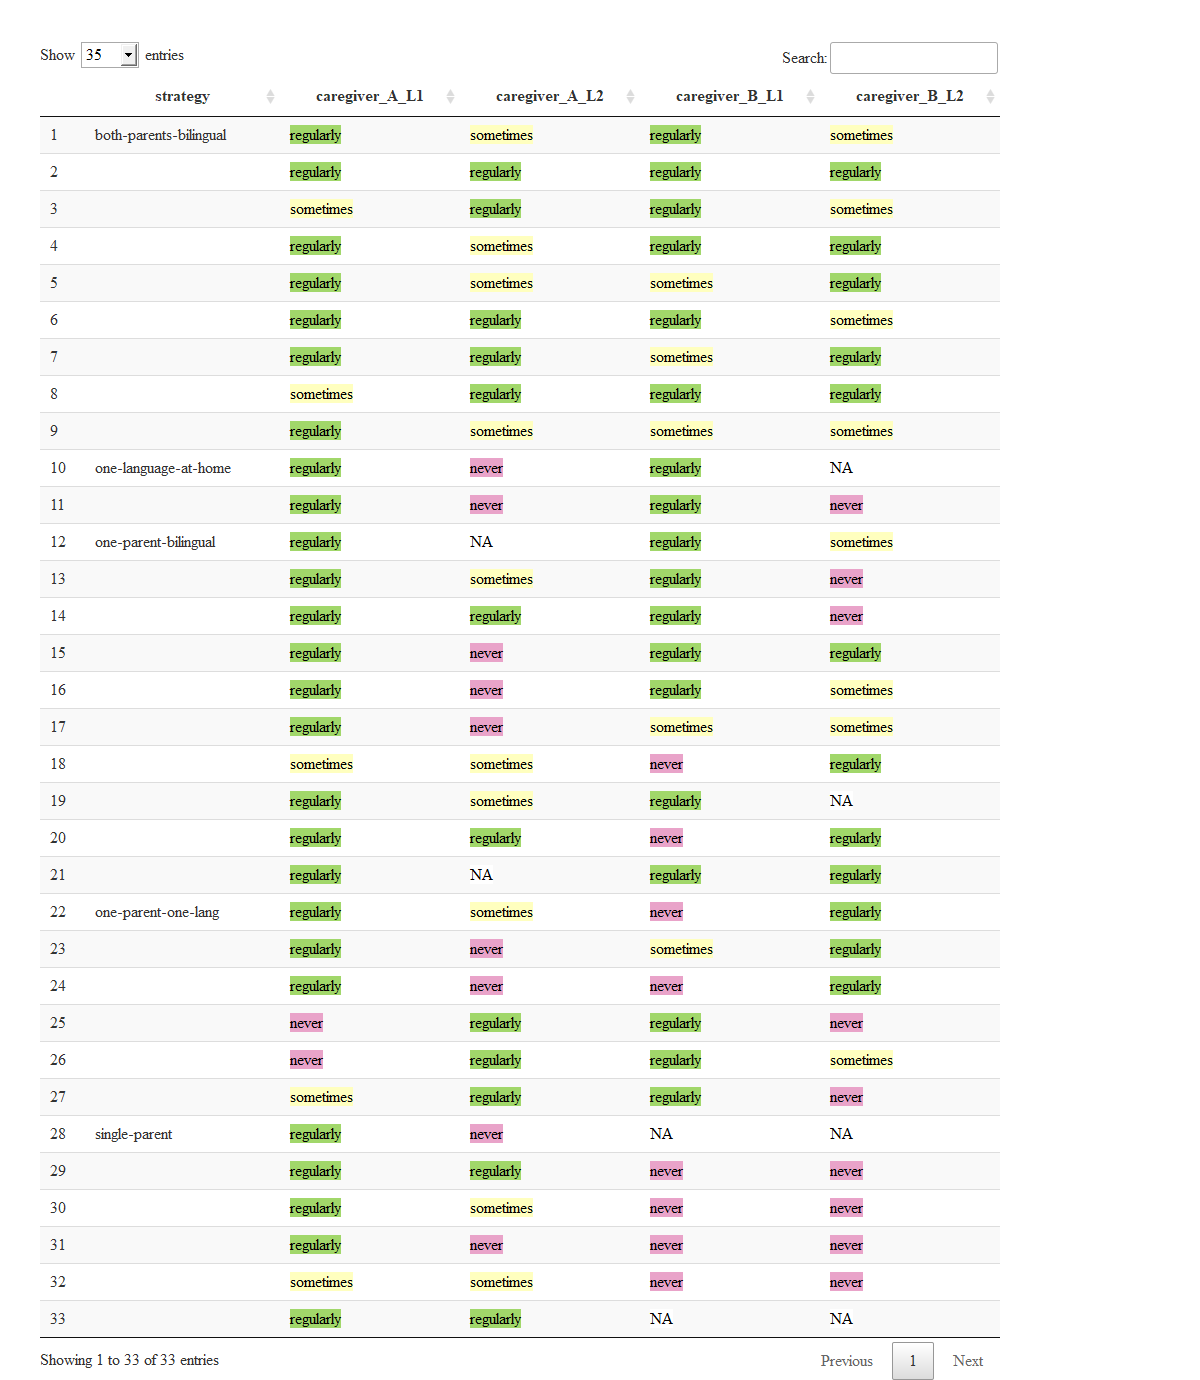 Show 35 entries Search:
strategy caregiver_A_L1 caregiver_A_L2 caregiver_B_L1 caregiver_B_L2
1 both-parents-bilingual regularly sometimes regularly sometimes
2 regularly regularly regularly regularly
3 sometimes regularly regularly sometimes
4 regularly sometimes regularly regularly
5 regularly sometimes sometimes regularly
6 regularly regularly regularly sometimes
7 regularly regularly sometimes regularly
8 sometimes regularly regularly regularly
9 regularly sometimes sometimes sometimes
10 one-language-at-home regularly never regularly NA
11 regularly never regularly never
12 one-parent-bilingual regularly NA regularly sometimes
13 regularly sometimes regularly never
14 regularly regularly regularly never
15 regularly never regularly regularly
16 regularly never regularly sometimes
17 regularly never sometimes sometimes
18 sometimes sometimes never regularly
19 regularly sometimes regularly NA
20 regularly regularly never regularly
21 regularly NA regularly regularly
22 one-parent-one-lang regularly sometimes never regularly
23 regularly never sometimes regularly
24 regularly never never regularly
25 never regularly regularly never
26 never regularly regularly sometimes
27 sometimes regularly regularly never
28 single-parent regularly never NA NA
29 regularly regularly never never
30 regularly sometimes never never
31 regularly never never never
32 sometimes sometimes never never
33 regularly regularly NA NA
Showing 1 to 33 of 33 entries Previous 1 Next